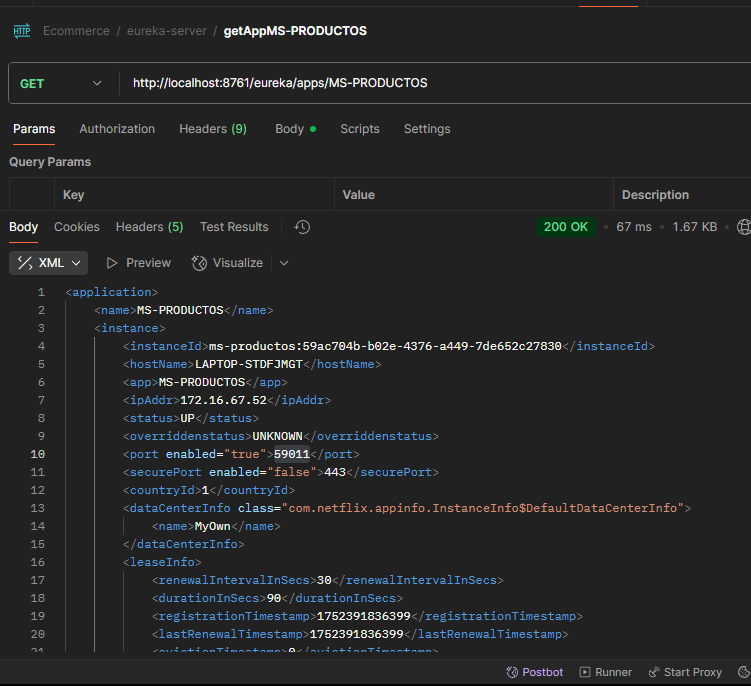 HTTP Ecommerce / eureka-server / getAppMS-PRODUCTOS
GET http://localhost:8761/eureka/apps/MS-PRODUCTOS
Params Authorization Headers (9) Body Scripts Settings
Query Params
Key Value Description
Body Cookies Headers (5) Test Results 200 OK • 67 ms • 1.67 KB •
XML Preview Visualize
1 <application>
2 <name>MS-PRODUCTOS</name>
3 <instance>
4 <instanceId>ms-productos:59ac704b-b02e-4376-a449-7de652c27830</instanceId>
5 <hostName>LAPTOP-STDFJMGT</hostName>
6 <app>MS-PRODUCTOS</app>
7 <ipAddr>172.16.67.52</ipAddr>
8 <status>UP</status>
9 <overriddenstatus>UNKNOWN</overriddenstatus>
10 <port enabled="true">59011</port>
11 <securePort enabled="false">443</securePort>
12 <countryId>1</countryId>
13 <dataCenterInfo class="com.netflix.appinfo.InstanceInfo$DefaultDataCenterInfo">
14 <name>MyOwn</name>
15 </dataCenterInfo>
16 <leaseInfo>
17 <renewalIntervalInSecs>30</renewalIntervalInSecs>
18 <durationInSecs>90</durationInSecs>
19 <registrationTimestamp>1752391836399</registrationTimestamp>
20 <lastRenewalTimestamp>1752391836399</lastRenewalTimestamp>
21 <evictionTimestamp>0</evictionTimestamp>
Postbot Runner Start Proxy